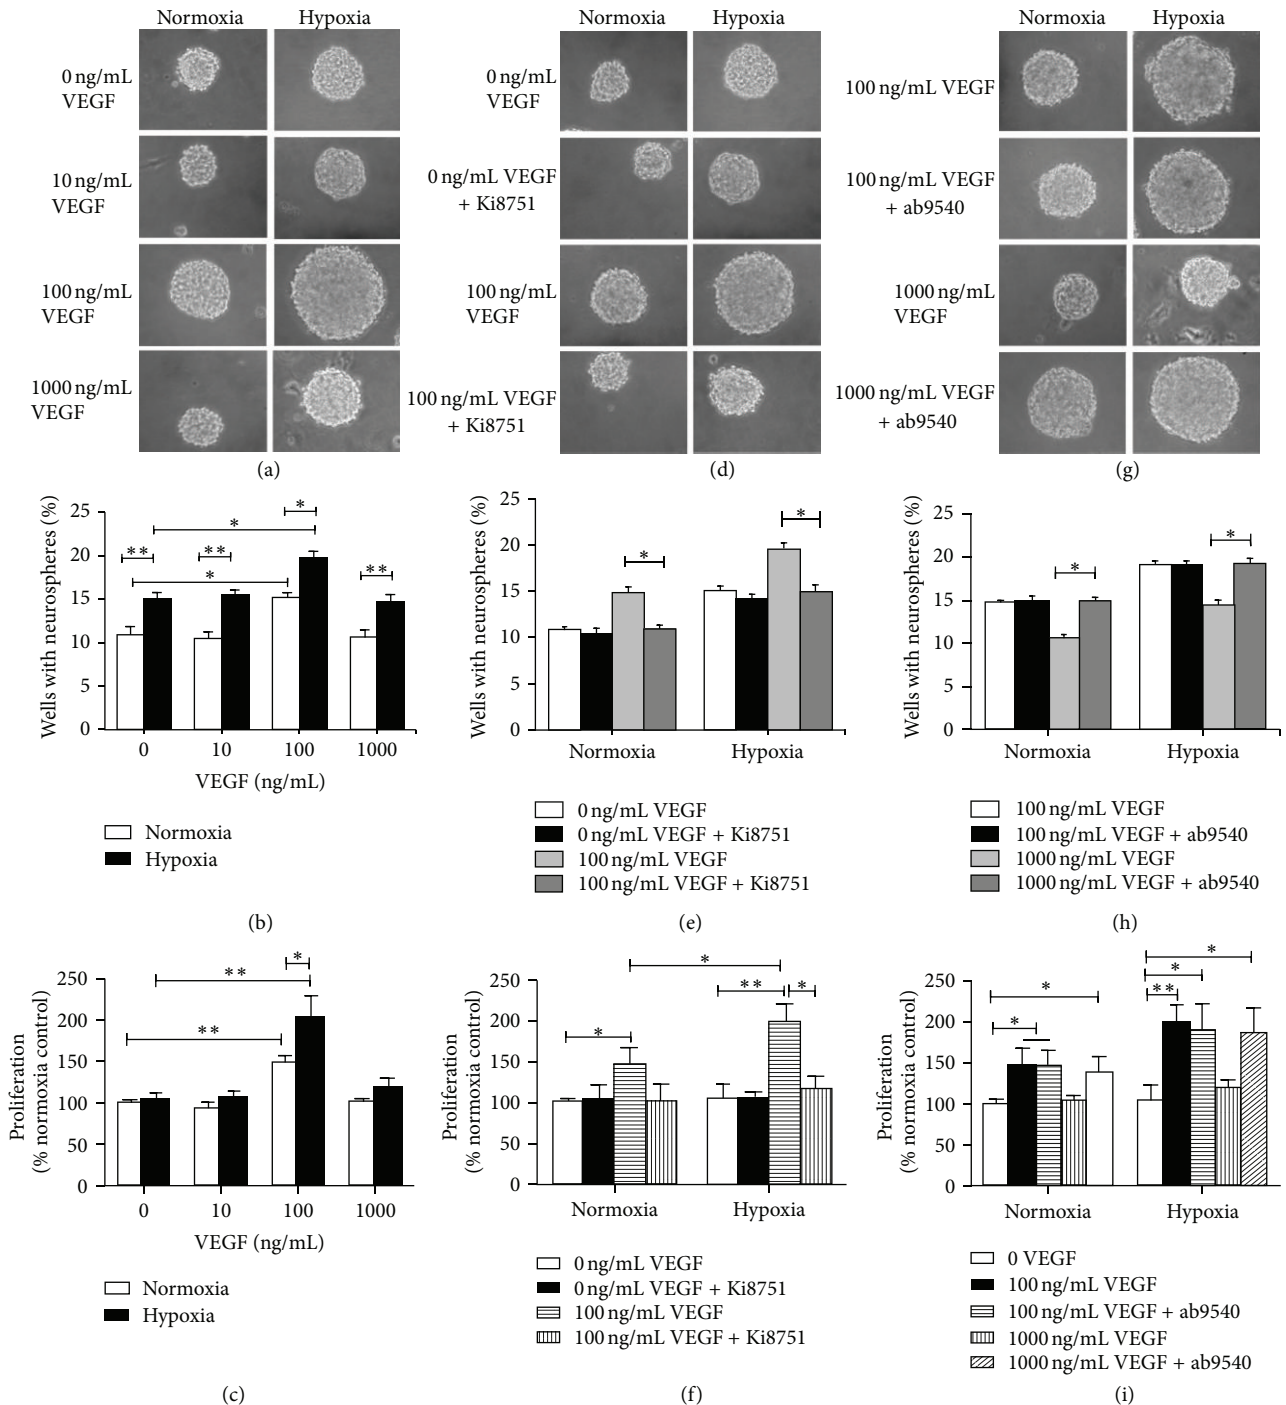 Normoxia Hypoxia
0 ng/mL
VEGF
10 ng/mL
VEGF
100 ng/mL
VEGF
1000 ng/mL
VEGF
(a)
Normoxia Hypoxia
0 ng/mL
VEGF
0 ng/mL VEGF
+ Ki8751
100 ng/mL
VEGF
100 ng/mL VEGF
+ Ki8751
(d)
Normoxia Hypoxia
100 ng/mL VEGF
100 ng/mL VEGF
+ ab9540
1000 ng/mL
VEGF
1000 ng/mL VEGF
+ ab9540
(g)
Wells with neurospheres (%)
25
20
15
10
5
0
** ** * **
*
*
0 10 100 1000
VEGF (ng/mL)
Normoxia
Hypoxia
(b)
Wells with neurospheres (%)
25
20
15
10
5
0
* *
Normoxia Hypoxia
0 ng/mL VEGF
0 ng/mL VEGF + Ki8751
100 ng/mL VEGF
100 ng/mL VEGF + Ki8751
(e)
Wells with neurospheres (%)
25
20
15
10
5
0
* *
Normoxia Hypoxia
100 ng/mL VEGF
100 ng/mL VEGF + ab9540
1000 ng/mL VEGF
1000 ng/mL VEGF + ab9540
(h)
Proliferation
(% normoxia control)
250
200
150
100
50
0
*
**
**
0 10 100 1000
VEGF (ng/mL)
Normoxia
Hypoxia
(c)
Proliferation
(% normoxia control)
250
200
150
100
50
0
*
** *
*
Normoxia Hypoxia
0 ng/mL VEGF
0 ng/mL VEGF + Ki8751
100 ng/mL VEGF
100 ng/mL VEGF + Ki8751
(f)
Proliferation
(% normoxia control)
250
200
150
100
50
0
*
*
*
*
**
Normoxia Hypoxia
0 VEGF
100 ng/mL VEGF
100 ng/mL VEGF + ab9540
1000 ng/mL VEGF
1000 ng/mL VEGF + ab9540
(i)